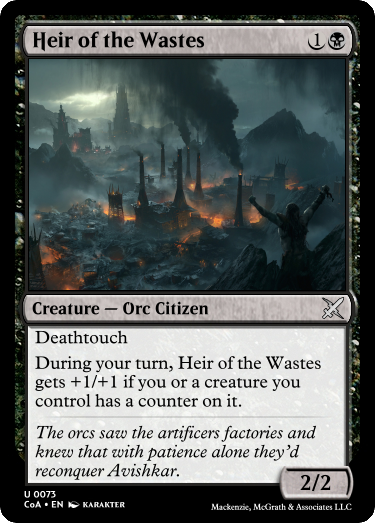 Heir of the Wastes 1
Creature — Orc Citizen
Deathtouch
During your turn, Heir of the Wastes
gets +1/+1 if you or a creature you
control has a counter on it.
The orcs saw the artificers factories and
knew that with patience alone they’d
reconquer Avishkar.
2/2
U 0073
CoA • EN KARAKTER
Mackenzie, McGrath & Associates LLC